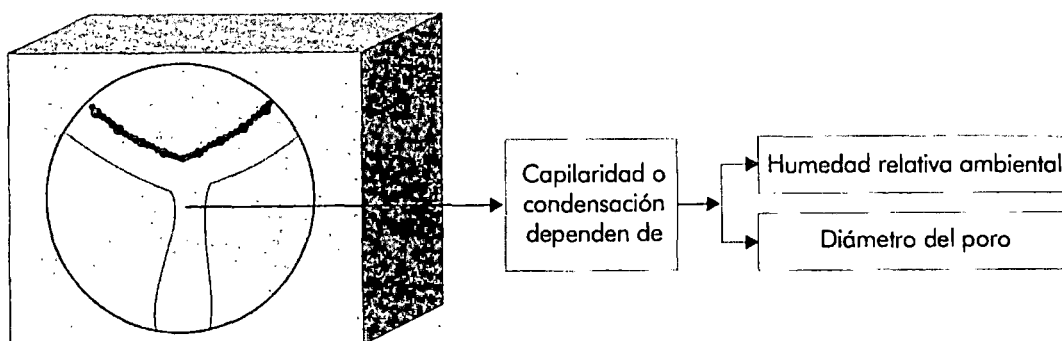 Capilaridad o
condensación
dependen de
Humedad relativa ambiental
Diámetro del poro